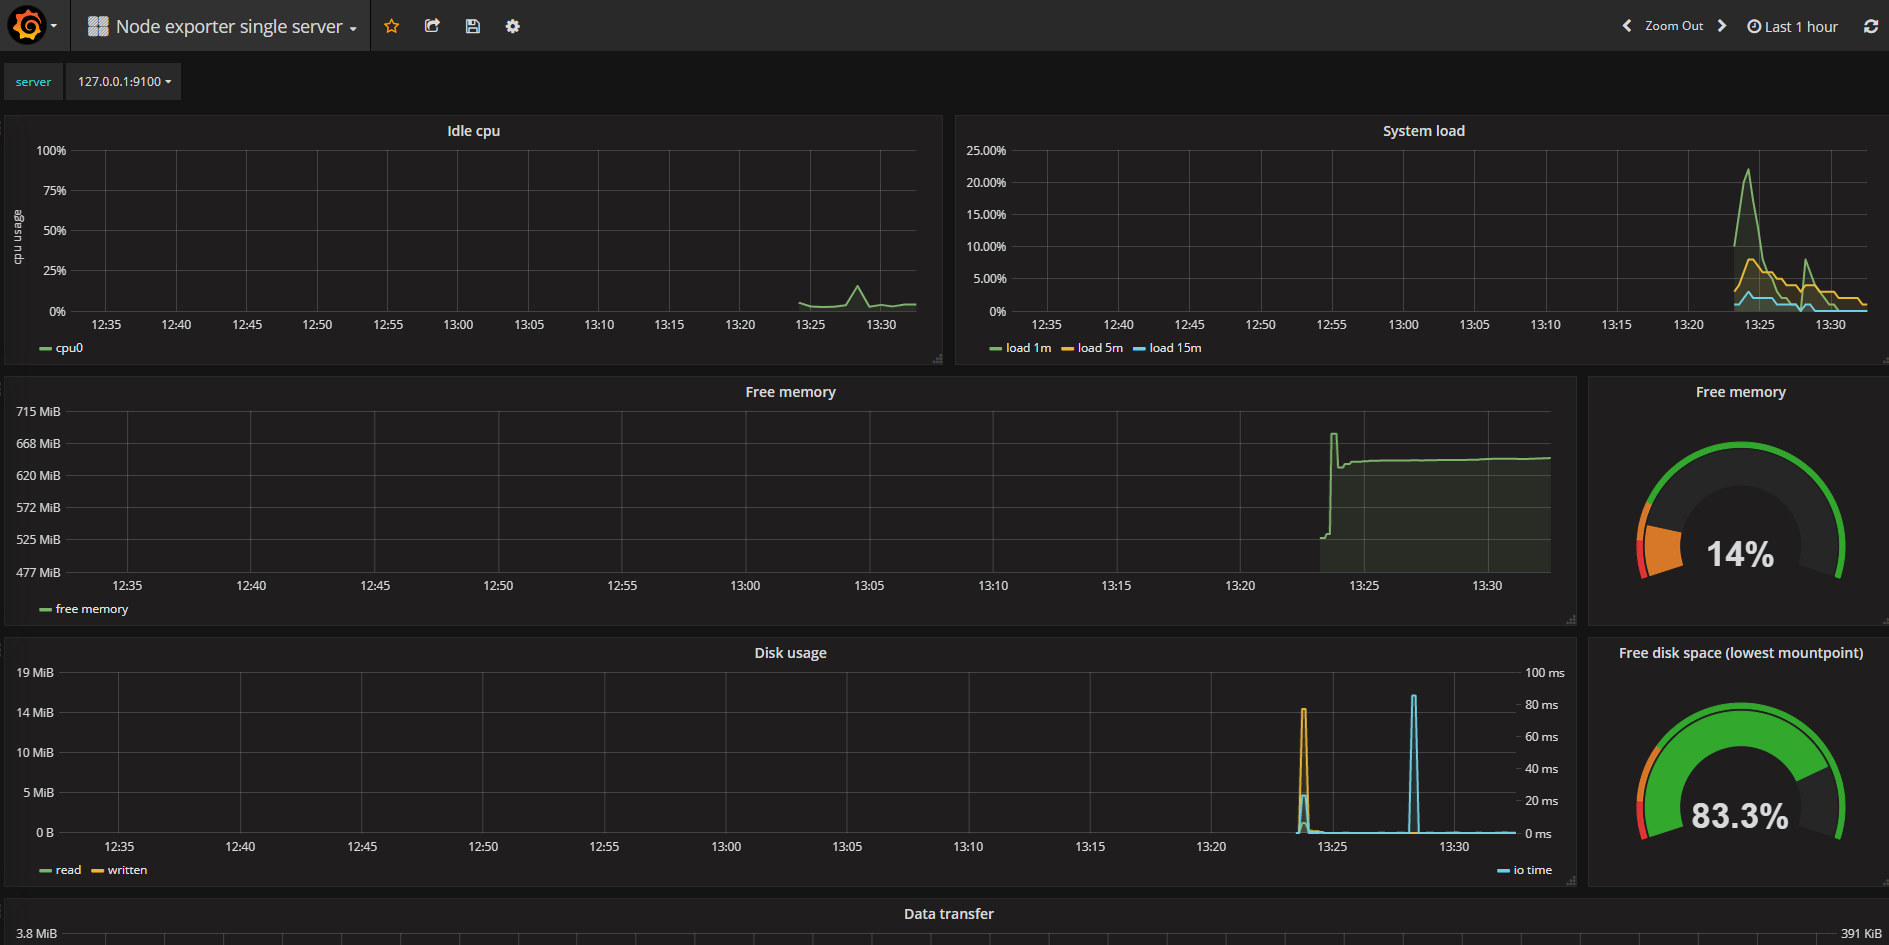 Node exporter single server
Zoom Out
Last 1 hour
server
127.0.0.1:9100
Idle cpu
cpu usage
100%
75%
50%
25%
0%
12:35 12:40 12:45 12:50 12:55 13:00 13:05 13:10 13:15 13:20 13:25 13:30
cpu0
System load
25.00%
20.00%
15.00%
10.00%
5.00%
0%
12:35 12:40 12:45 12:50 12:55 13:00 13:05 13:10 13:15 13:20 13:25 13:30
load 1m load 5m load 15m
Free memory
715 MiB
668 MiB
620 MiB
572 MiB
525 MiB
477 MiB
12:35 12:40 12:45 12:50 12:55 13:00 13:05 13:10 13:15 13:20 13:25 13:30
free memory
Free memory
14%
Disk usage
19 MiB
14 MiB
10 MiB
5 MiB
0 B
100 ms
80 ms
60 ms
40 ms
20 ms
0 ms
12:35 12:40 12:45 12:50 12:55 13:00 13:05 13:10 13:15 13:20 13:25 13:30
read written
io time
Free disk space (lowest mountpoint)
83.3%
Data transfer
3.8 MiB
391 KiB